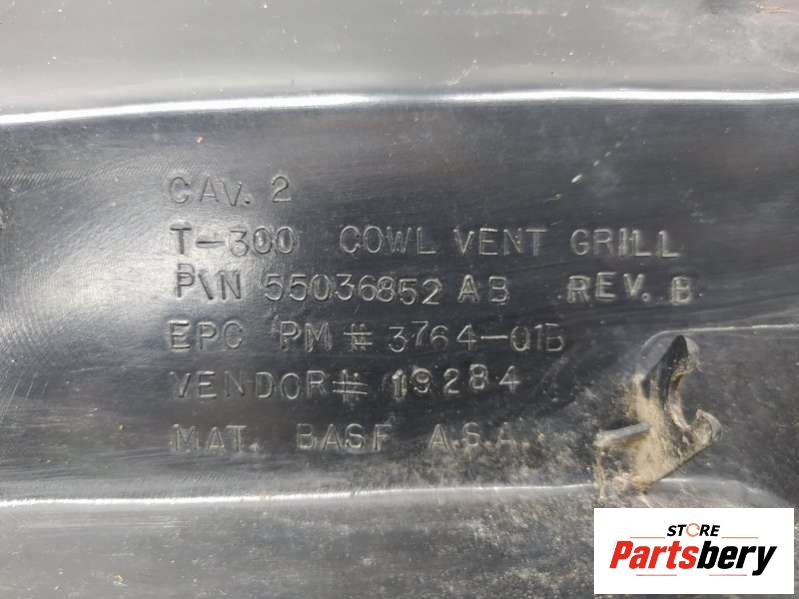 CAV. 2
T-300 COWL VENT GRILL
P\N 55036852 AB REV. B
EPC PM # 3764-01B
VENDOR # 19284
MAT. BASF A.S.A.
STORE
Partsbery